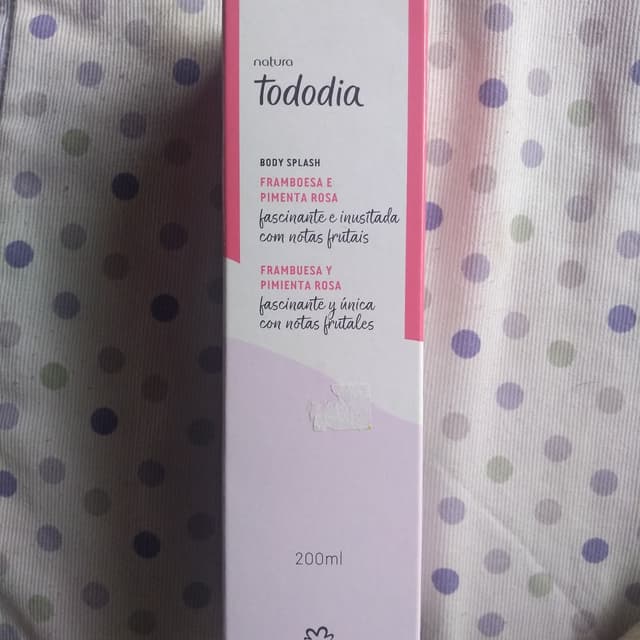 natura
Tododia
BODY SPLASH
FRAMBOESA E
PIMENTA ROSA
fascinante e inusitada
com notas frutais
FRAMBUESA Y
PIMIENTA ROSA
fascinante y única
con notas frutales
200ml